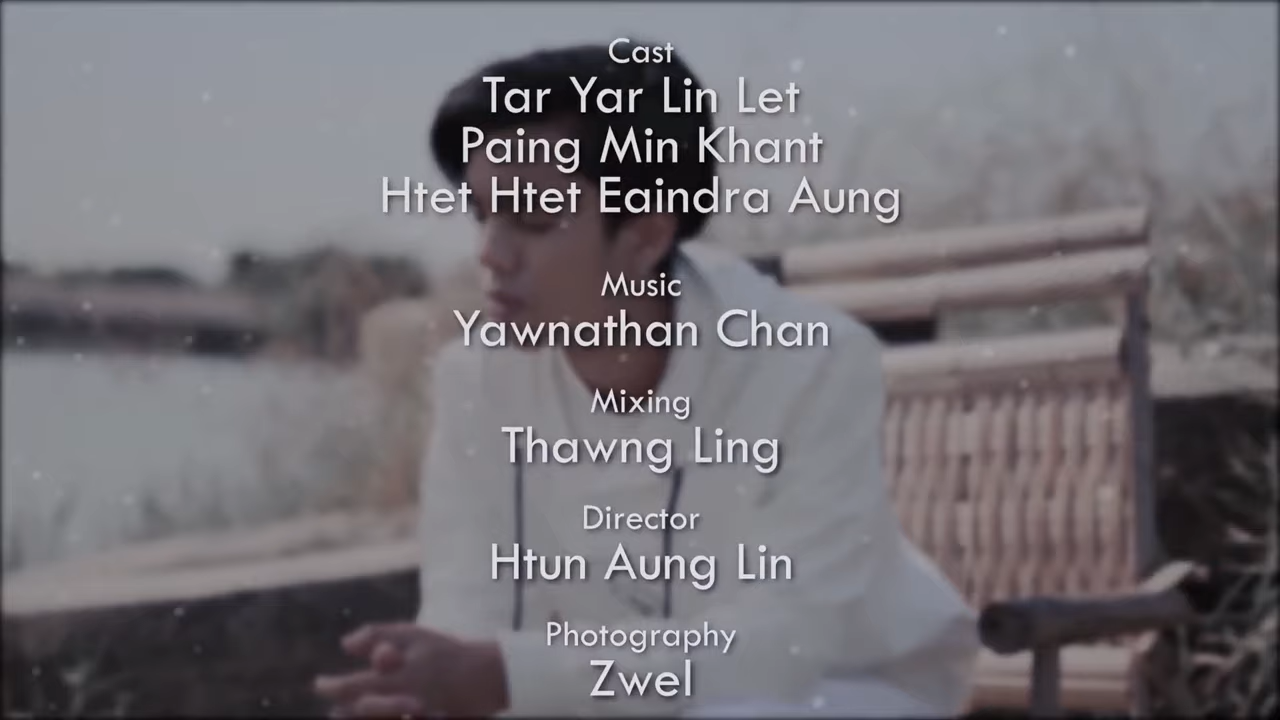 Cast
Tar Yar Lin Let
Paing Min Khant
Htet Htet Eaindra Aung
Music
Yawnathan Chan
Mixing
Thawng Ling
Director
Htun Aung Lin
Photography
Zwel